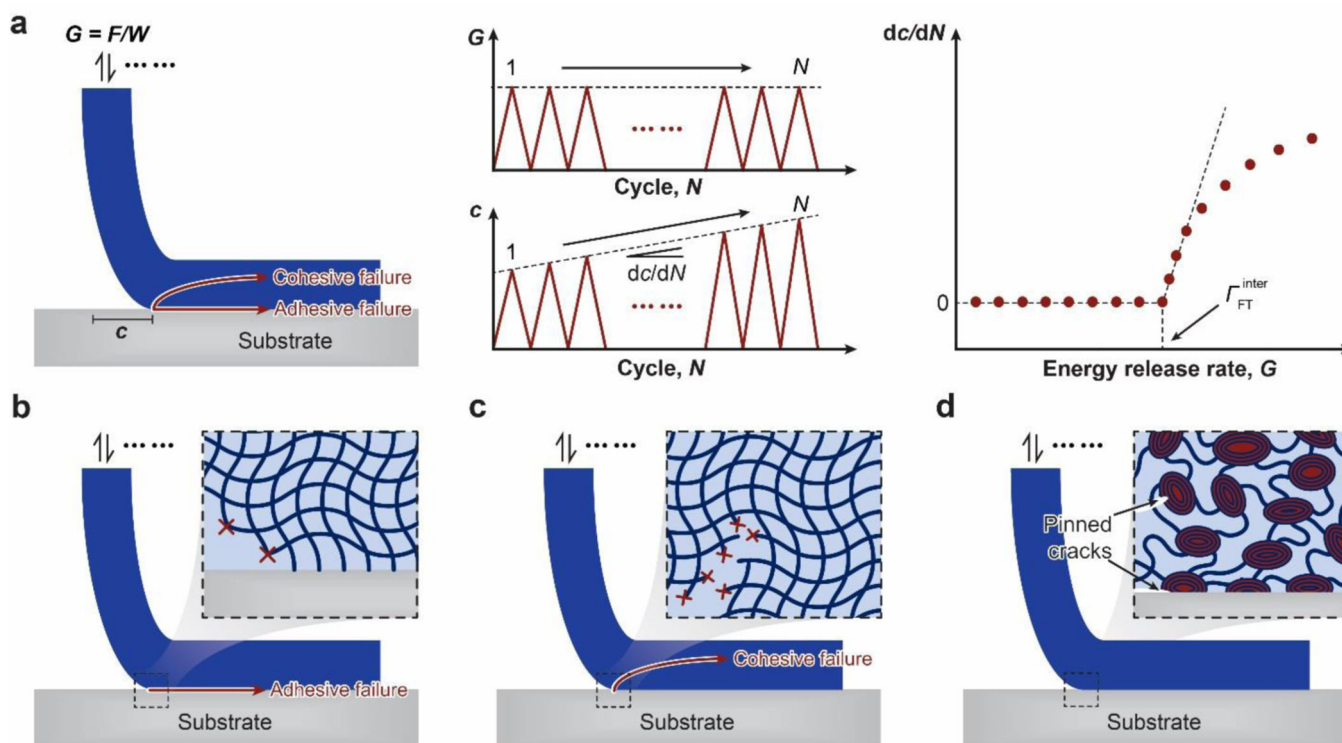 a
G = F/W
...... 
Cohesive failure
Adhesive failure
c
Substrate
G
1
N
......
Cycle, N
c
1
N
dc/dN
......
Cycle, N
dc/dN
0
Γ inter FT
Energy release rate, G
b
......
Adhesive failure
Substrate
c
......
Cohesive failure
Substrate
d
......
Pinned
cracks
Substrate